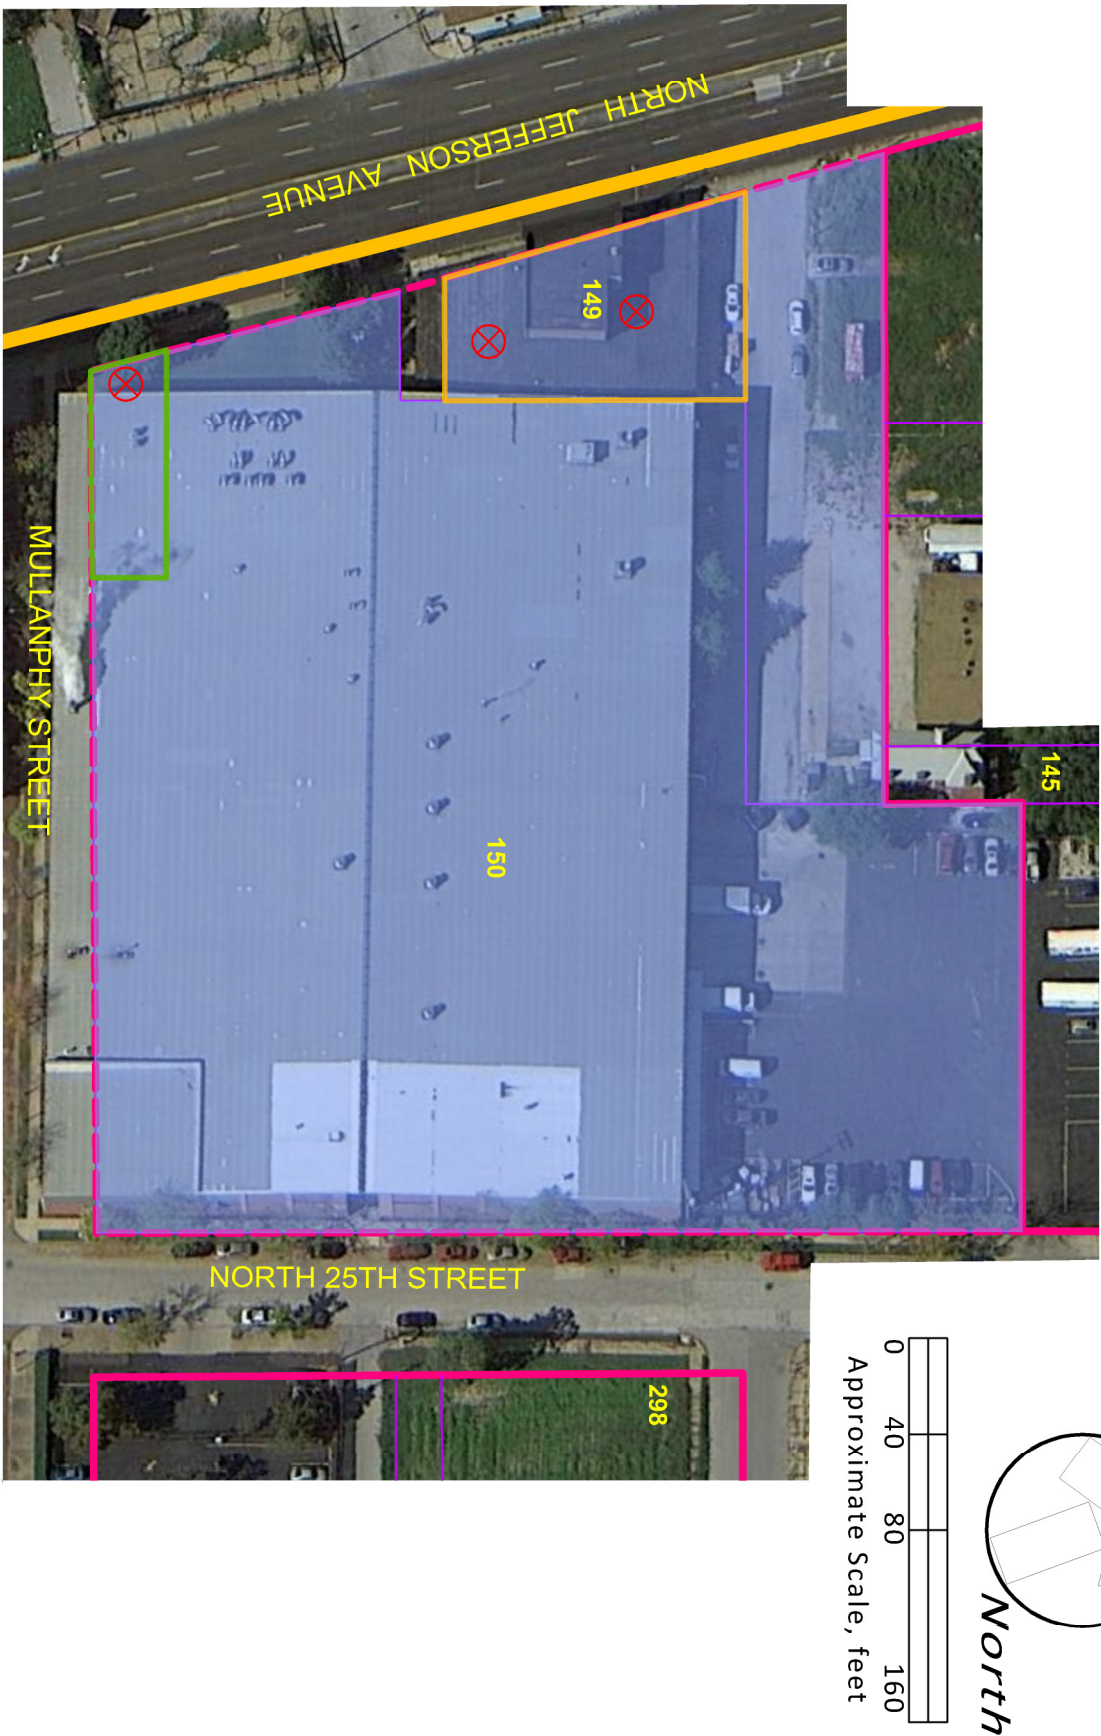 NORTH JEFFERSON AVENUE
149
MULLANPHY STREET
145
150
NORTH 25TH STREET
298
0 40 80 160
Approximate Scale, feet
North